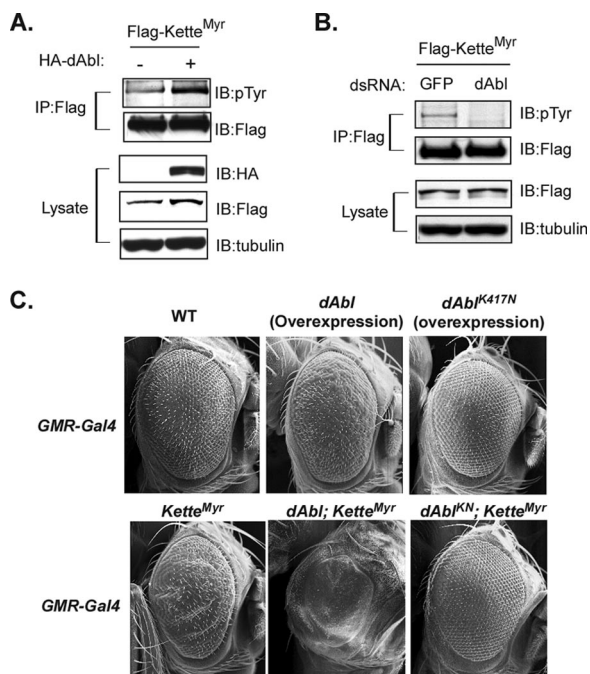 A.
Flag-Kette^Myr
HA-dAbl: - +
IP:Flag
IB:pTyr
IB:Flag
Lysate
IB:HA
IB:Flag
IB:tubulin
B.
Flag-Kette^Myr
dsRNA: GFP dAbl
IP:Flag
IB:pTyr
IB:Flag
Lysate
IB:Flag
IB:tubulin
C.
WT
dAbl
(Overexpression)
dAbl^K417N
(overexpression)
GMR-Gal4
Kette^Myr
dAbl; Kette^Myr
dAbl^KN; Kette^Myr
GMR-Gal4